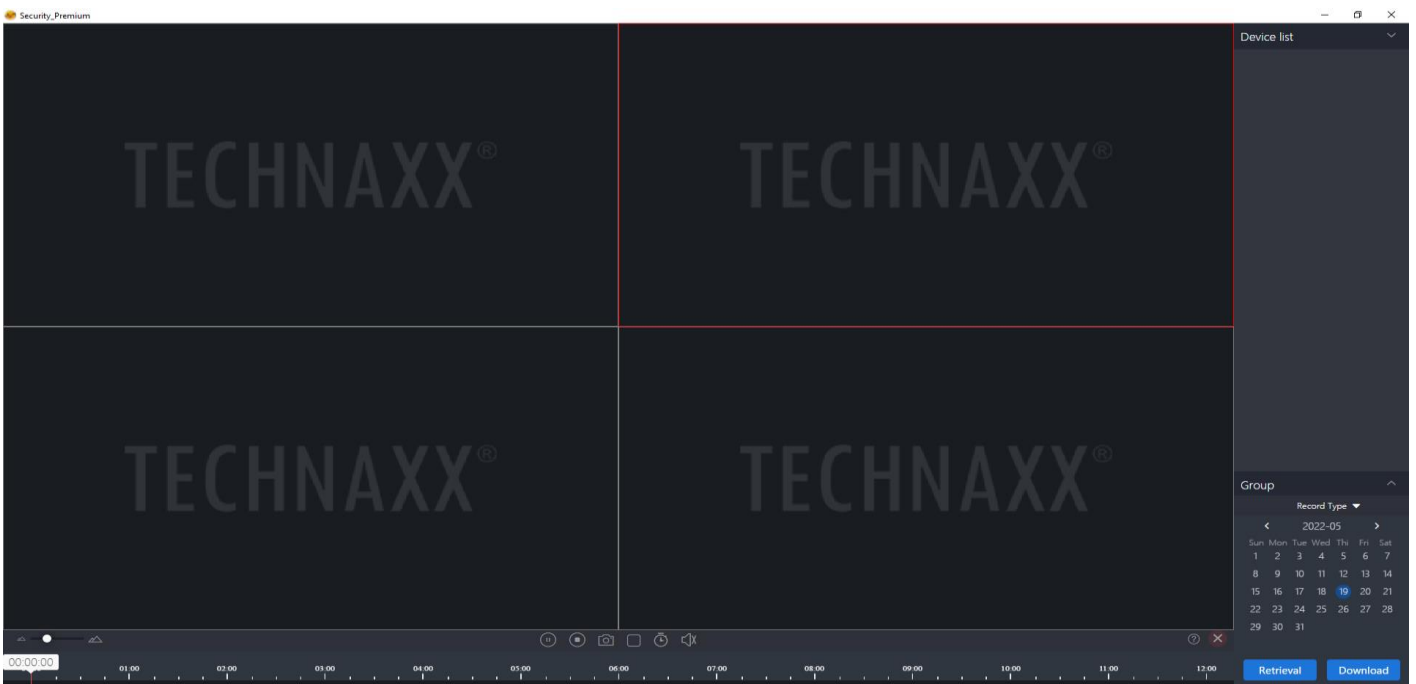 Security_Premium
Device list
TECHNAXX®
TECHNAXX®
TECHNAXX®
TECHNAXX®
Group
Record Type
< 2022-05 >
Sun Mon Tue Wed Thi Fri Sat
1 2 3 4 5 6 7
8 9 10 11 12 13 14
15 16 17 18 19 20 21
22 23 24 25 26 27 28
29 30 31
00:00:00
01:00 02:00 03:00 04:00 05:00 06:00 07:00 08:00 09:00 10:00 11:00 12:00
Retrieval Download